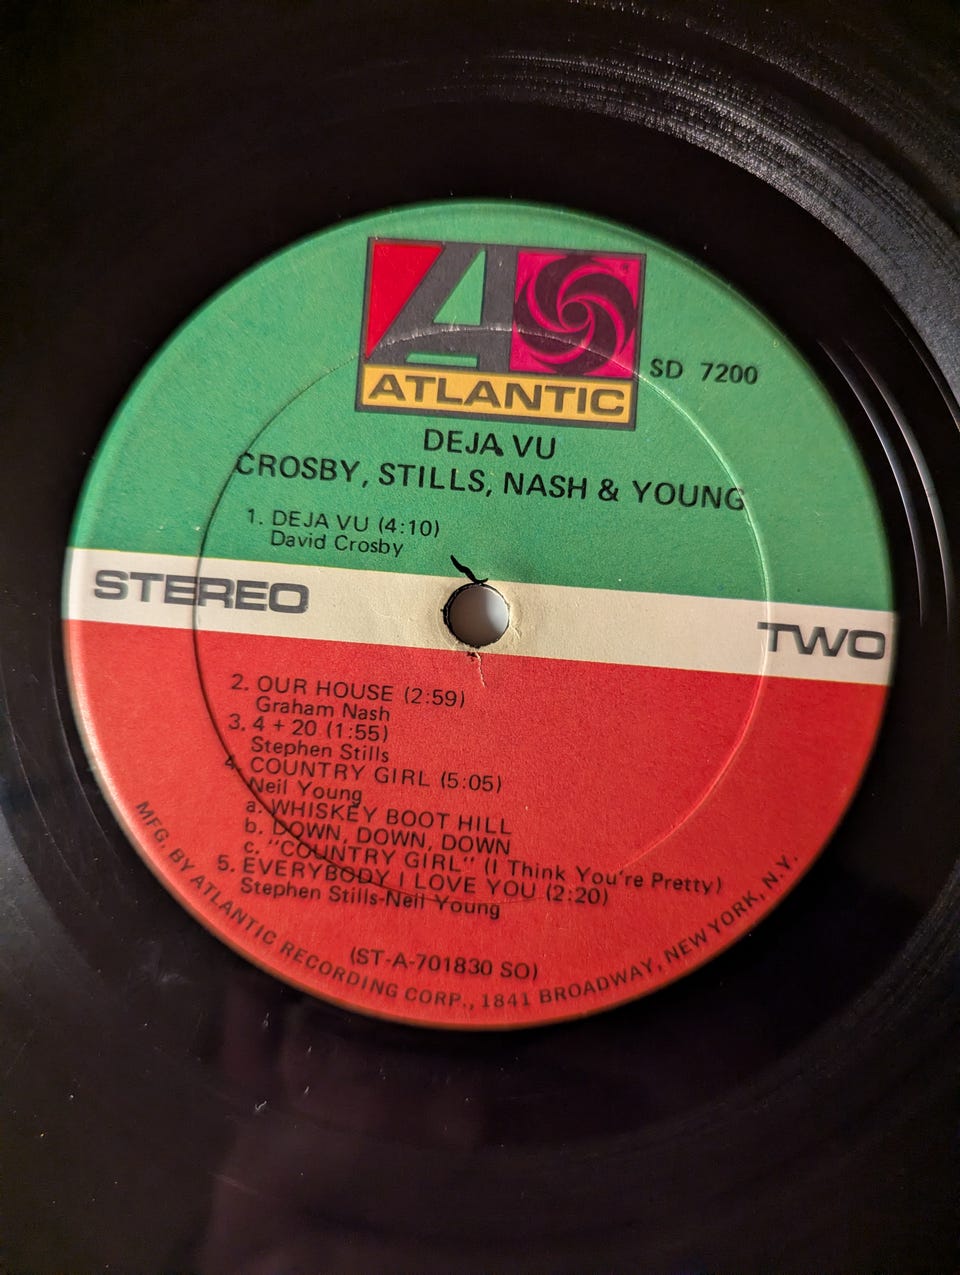 ATLANTIC
SD 7200
DEJA VU
CROSBY, STILLS, NASH & YOUNG
1. DEJA VU (4:10)
David Crosby
STEREO
TWO
2. OUR HOUSE (2:59)
Graham Nash
3. 4 + 20 (1:55)
Stephen Stills
4. COUNTRY GIRL (5:05)
Neil Young
a. WHISKEY BOOT HILL
b. DOWN, DOWN, DOWN
c. "COUNTRY GIRL" (I Think You're Pretty)
5. EVERYBODY I LOVE YOU (2:20)
Stephen Stills-Neil Young
(ST-A-701830 SO)
MFG. BY ATLANTIC RECORDING CORP., 1841 BROADWAY, NEW YORK, N.Y.